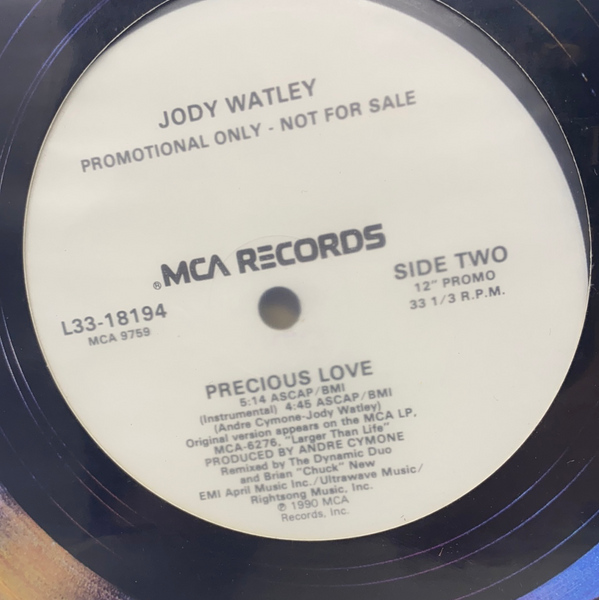 JODY WATLEY
PROMOTIONAL ONLY - NOT FOR SALE
®MCA RECORDS
L33-18194
MCA 9759
SIDE TWO
12" PROMO
33 1/3 R.P.M.
PRECIOUS LOVE
5:14 ASCAP/BMI
(Instrumental) 4:45 ASCAP/BMI
(Andre Cymone-Jody Watley)
Original version appears on the MCA LP,
MCA-6276, "Larger Than Life"
PRODUCED BY ANDRE CYMONE
Remixed by The Dynamic Duo
and Brian "Chuck" New
EMI April Music Inc./Ultrawave Music/
Rightsong Music, Inc.
℗ 1990 MCA
Records, Inc.